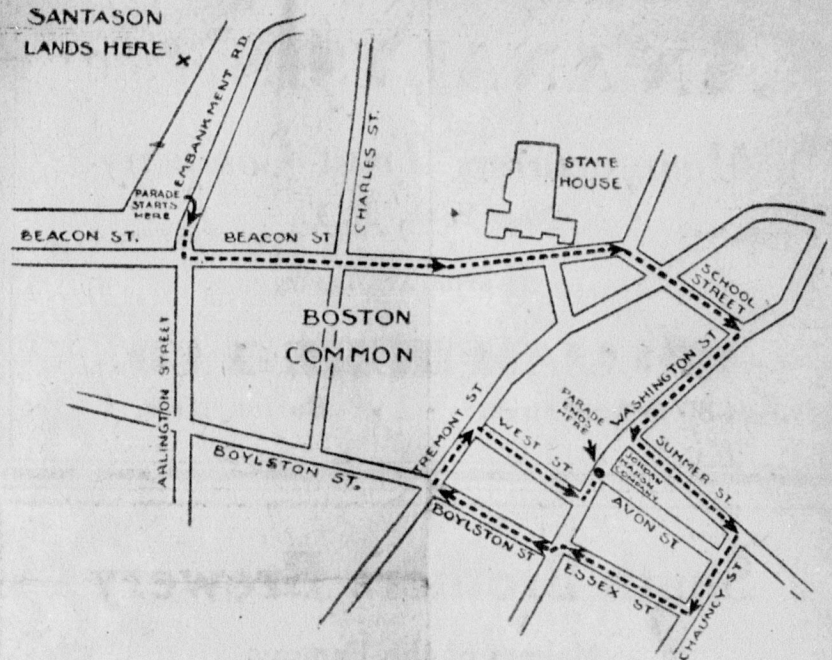 SANTASON
LANDS HERE
X
EMBANKMENT RD.
CHARLES ST.
STATE
HOUSE
PARADE
STARTS
HERE
BEACON ST.
BEACON ST
SCHOOL
STREET
BOSTON
COMMON
ARLINGTON STREET
WASHINGTON ST
TREMONT ST
PARADE
ENDS
HERE
WEST ST
SUMMER ST.
JORDAN
MARSH
COMPANY
BOYLSTON ST.
AVON ST
BOYLSTON ST
ESSEX ST
CHAUNCY ST